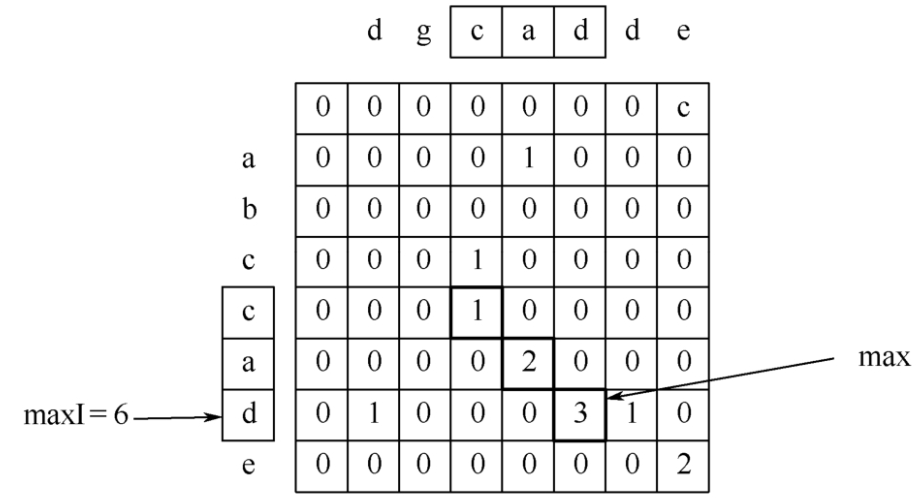 d g c a d d e
0 0 0 0 0 0 0 c
a 0 0 0 0 1 0 0 0
b 0 0 0 0 0 0 0 0
c 0 0 0 1 0 0 0 0
c 0 0 0 1 0 0 0 0
a 0 0 0 0 2 0 0 0 max
maxI = 6 d 0 1 0 0 0 3 1 0
e 0 0 0 0 0 0 0 2